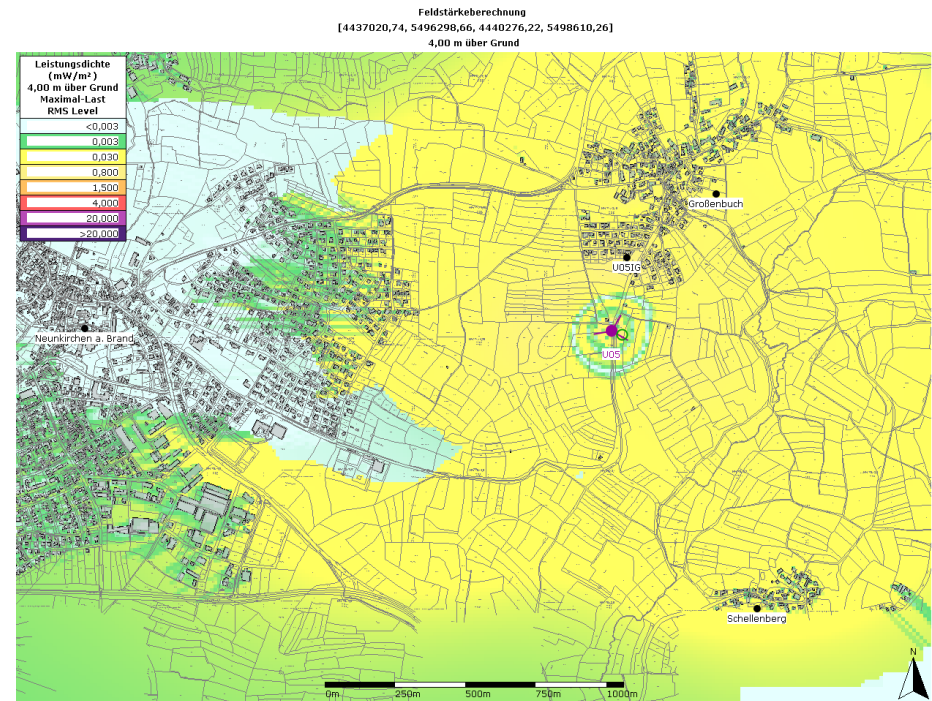 Feldstärkeberechnung
[4437020,74, 5496298,66, 4440276,22, 5498610,26]
4,00 m über Grund
Leistungsdichte
(mW/m²)
4,00 m über Grund
Maximal-Last
RMS Level
<0,003
0,003
0,030
0,800
1,500
4,000
20,000
>20,000
Großenbuch
U05IG
Neunkirchen a. Brand
U05
Schellenberg
N
0m 250m 500m 750m 1000m